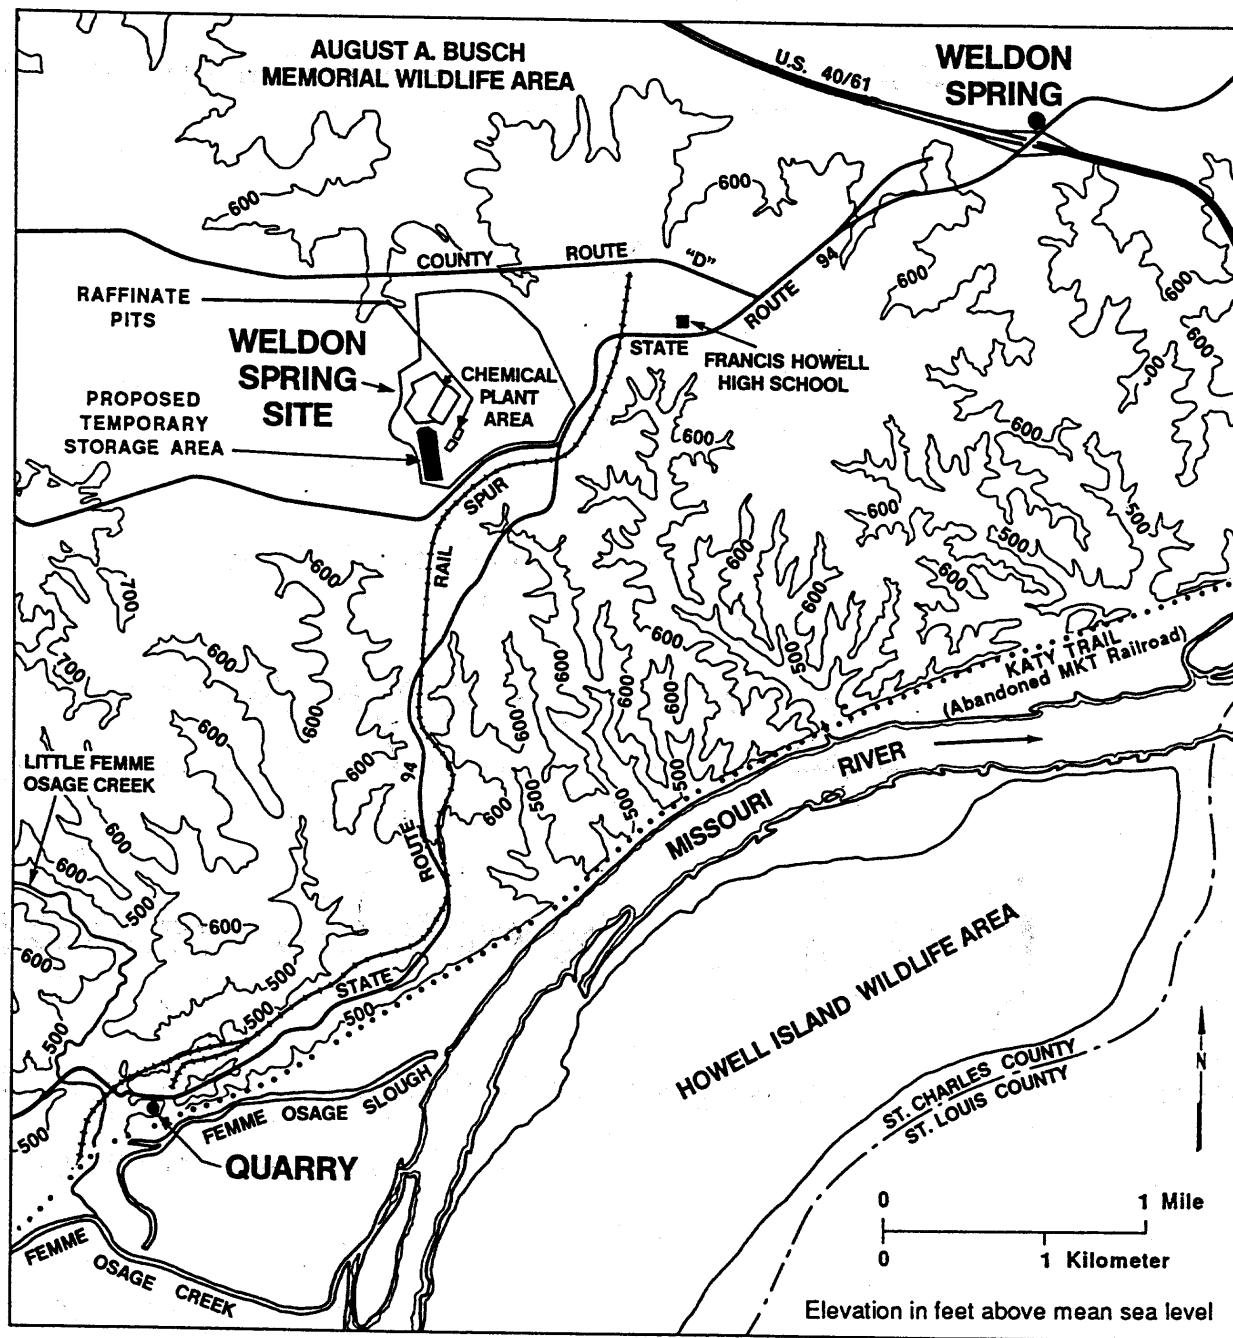 AUGUST A. BUSCH
MEMORIAL WILDLIFE AREA
U.S. 40/61
WELDON
SPRING
600
600
600
600
COUNTY ROUTE "D"
RAFFINATE
PITS
WELDON
SPRING
SITE
STATE ROUTE 94
FRANCIS HOWELL
HIGH SCHOOL
CHEMICAL
PLANT
AREA
PROPOSED
TEMPORARY
STORAGE AREA
600
500
600
600
600
500
500
600
RAIL SPUR
600
600
600
700
700
600
600
600
600
600
600
600
600
600
500
500
500
500
600
600
KATY TRAIL
(Abandoned MKT Railroad)
LITTLE FEMME
OSAGE CREEK
600
600
500
600
600
500
500
500
500
500
STATE ROUTE 94
MISSOURI RIVER
HOWELL ISLAND WILDLIFE AREA
ST. CHARLES COUNTY
ST. LOUIS COUNTY
N
FEMME OSAGE SLOUGH
QUARRY
FEMME OSAGE CREEK
0 1 Mile
0 1 Kilometer
Elevation in feet above mean sea level